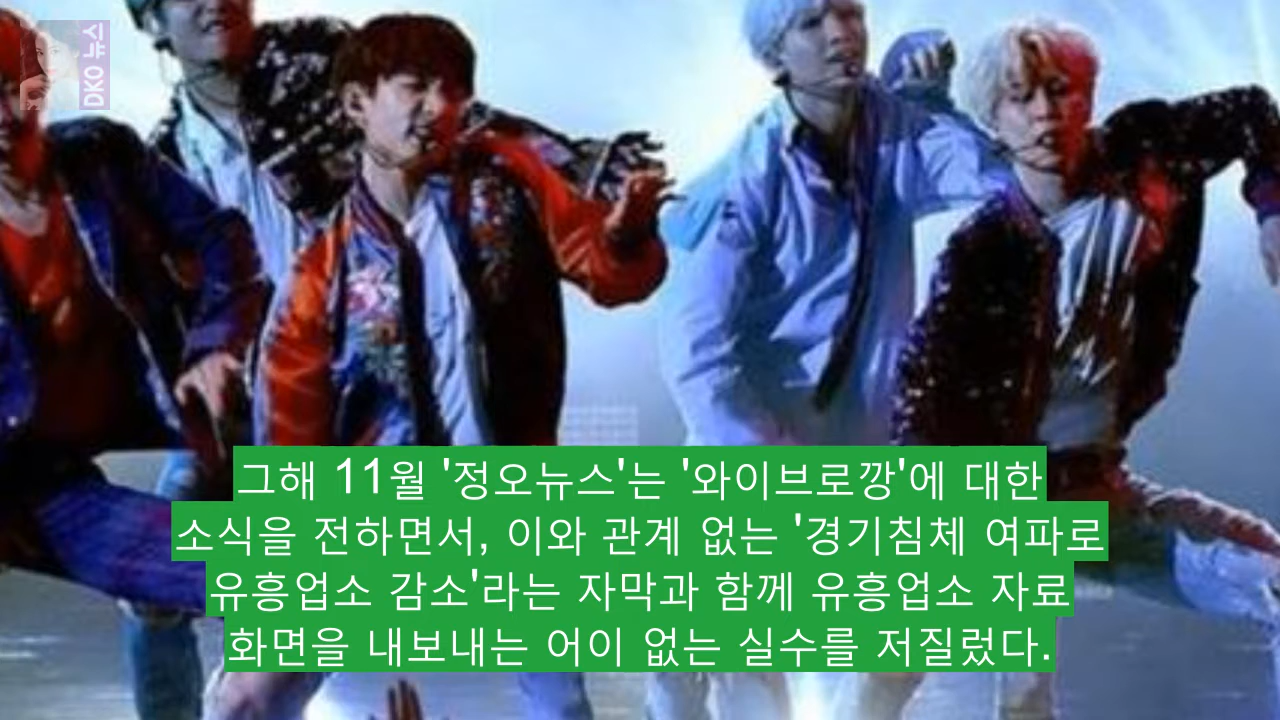 DKO 뉴스
그해 11월 '정오뉴스'는 '와이브로깡'에 대한
소식을 전하면서, 이와 관계 없는 '경기침체 여파로
유흥업소 감소'라는 자막과 함께 유흥업소 자료
화면을 내보내는 어이 없는 실수를 저질렀다.